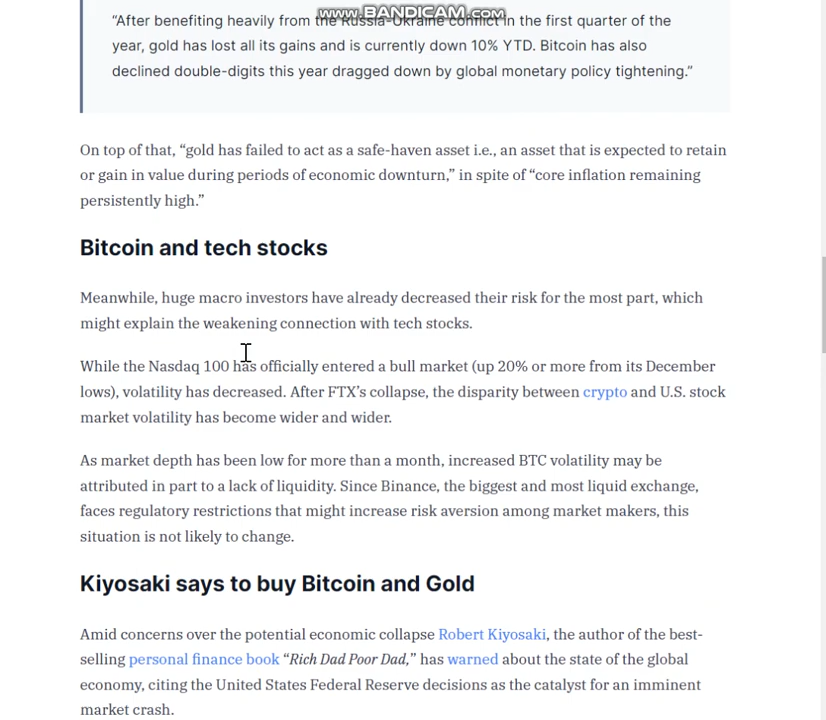 www.BANDICAM.com
“After benefiting heavily from the Russia-Ukraine conflict in the first quarter of the
year, gold has lost all its gains and is currently down 10% YTD. Bitcoin has also
declined double-digits this year dragged down by global monetary policy tightening.”
On top of that, “gold has failed to act as a safe-haven asset i.e., an asset that is expected to retain
or gain in value during periods of economic downturn,” in spite of “core inflation remaining
persistently high.”
Bitcoin and tech stocks
Meanwhile, huge macro investors have already decreased their risk for the most part, which
might explain the weakening connection with tech stocks.
While the Nasdaq 100 has officially entered a bull market (up 20% or more from its December
lows), volatility has decreased. After FTX’s collapse, the disparity between crypto and U.S. stock
market volatility has become wider and wider.
As market depth has been low for more than a month, increased BTC volatility may be
attributed in part to a lack of liquidity. Since Binance, the biggest and most liquid exchange,
faces regulatory restrictions that might increase risk aversion among market makers, this
situation is not likely to change.
Kiyosaki says to buy Bitcoin and Gold
Amid concerns over the potential economic collapse Robert Kiyosaki, the author of the best-
selling personal finance book “Rich Dad Poor Dad,” has warned about the state of the global
economy, citing the United States Federal Reserve decisions as the catalyst for an imminent
market crash.